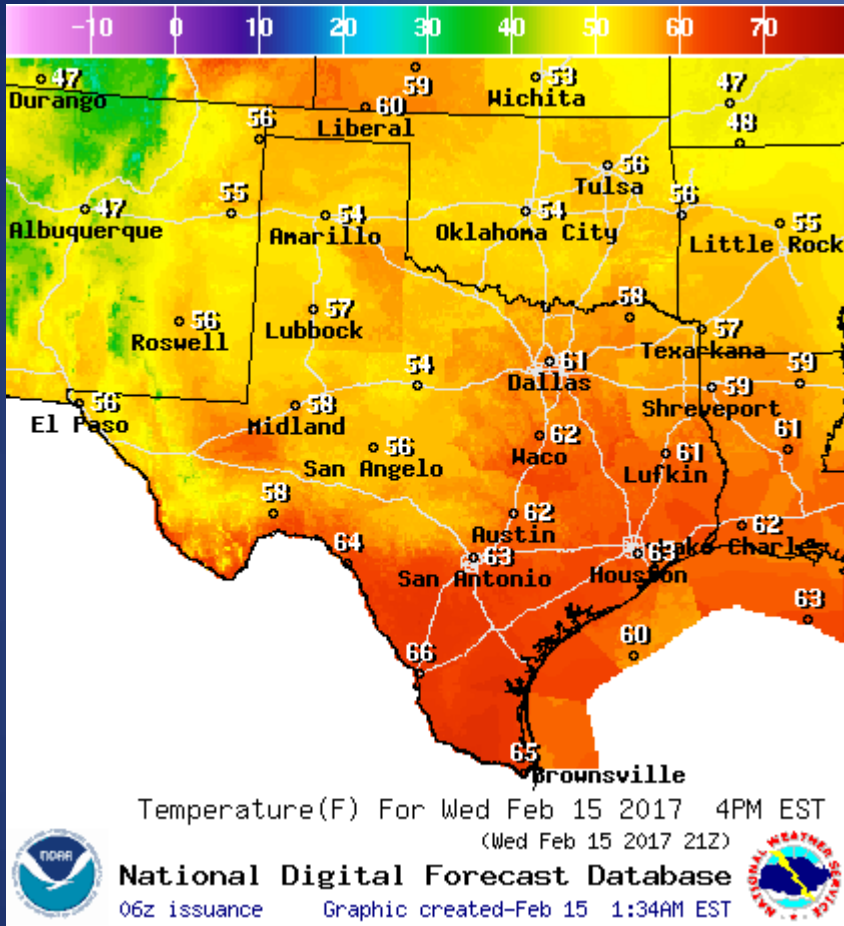 -10 0 10 20 30 40 50 60 70
47 59 53 47
Durango Wichita
56 60 48
Liberal
56
Tulsa
47 55 54 54 56 55
Albuquerque Amarillo Oklahoma City Little Rock
56 57 58 57
Roswell Lubbock Texarkana
54 61 59
Dallas
56 58 59
El Paso Midland Shreveport
56 62 61 61
San Angelo Waco Lufkin
58 62 62
Austin Lake Charles
64 63 63
San Antonio Houston
63
60
66
65
Brownsville
Temperature(F) For Wed Feb 15 2017 4PM EST
(Wed Feb 15 2017 21Z)
NOAA
National Digital Forecast Database
NATIONAL WEATHER SERVICE
06z issuance Graphic created-Feb 15 1:34AM EST